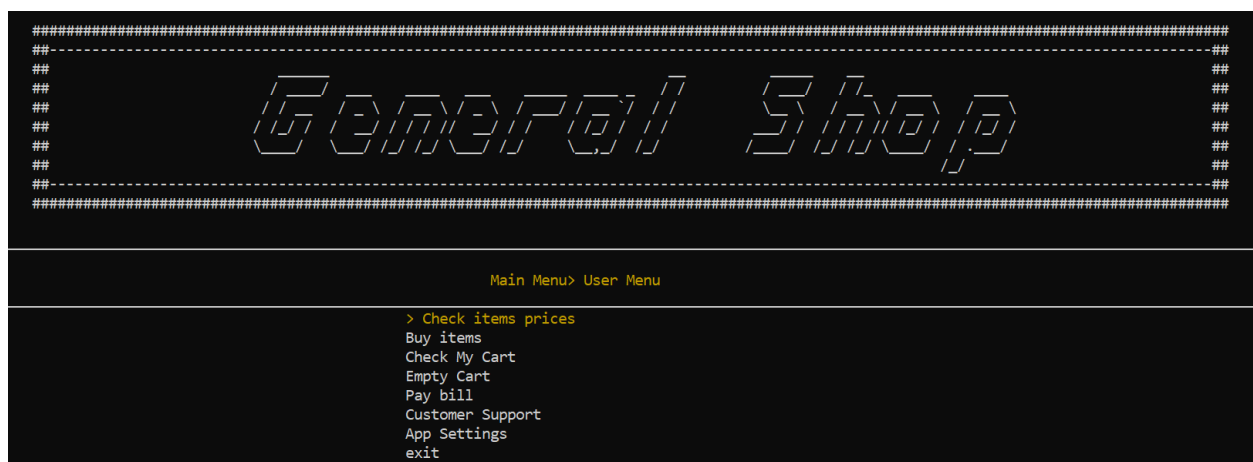 General Shop
Main Menu> User Menu
> Check items prices
Buy items
Check My Cart
Empty Cart
Pay bill
Customer Support
App Settings
exit